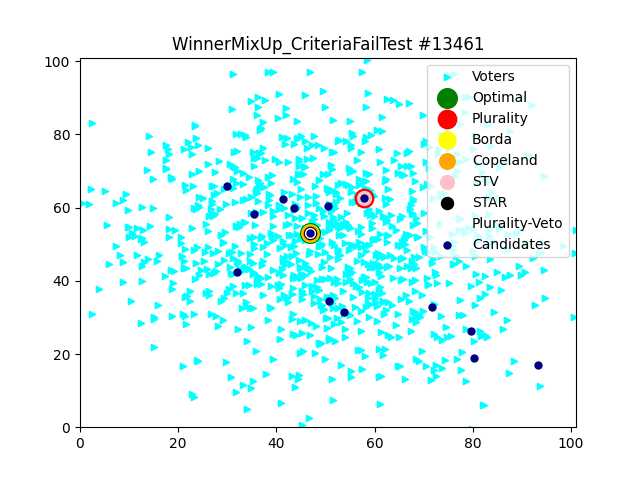 WinnerMixUp_CriteriaFailTest #13461
100
80
60
40
20
0
0
20
40
60
80
100
Voters
Optimal
Plurality
Borda
Copeland
STV
STAR
Plurality-Veto
Candidates